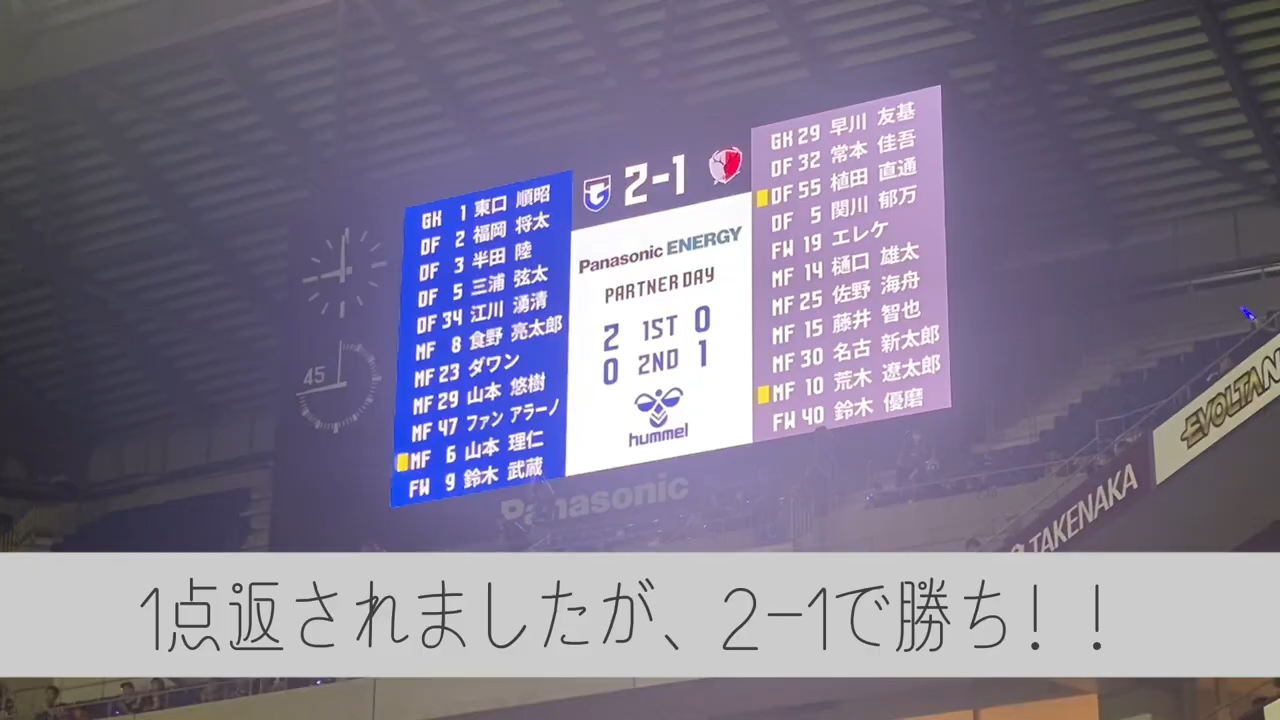 GK 1 東口 順昭
DF 2 福岡 将太
DF 3 半田 陸
DF 5 三浦 弦太
DF 34 江川 湧清
MF 8 食野 亮太郎
MF 23 ダワン
MF 29 山本 悠樹
MF 47 ファン アラーノ
MF 6 山本 理仁
FW 9 鈴木 武蔵
2-1
Panasonic ENERGY
PARTNER DAY
2 1ST 0
0 2ND 1
hummel
GK 29 早川 友基
DF 32 常本 佳吾
DF 55 植田 直通
DF 5 関川 郁万
FW 19 エレケ
MF 14 樋口 雄太
MF 25 佐野 海舟
MF 15 藤井 智也
MF 30 名古 新太郎
MF 10 荒木 遼太郎
FW 40 鈴木 優磨
45
Panasonic
TAKENAKA
EVOLTA
1点返されましたが、2-1で勝ち！！